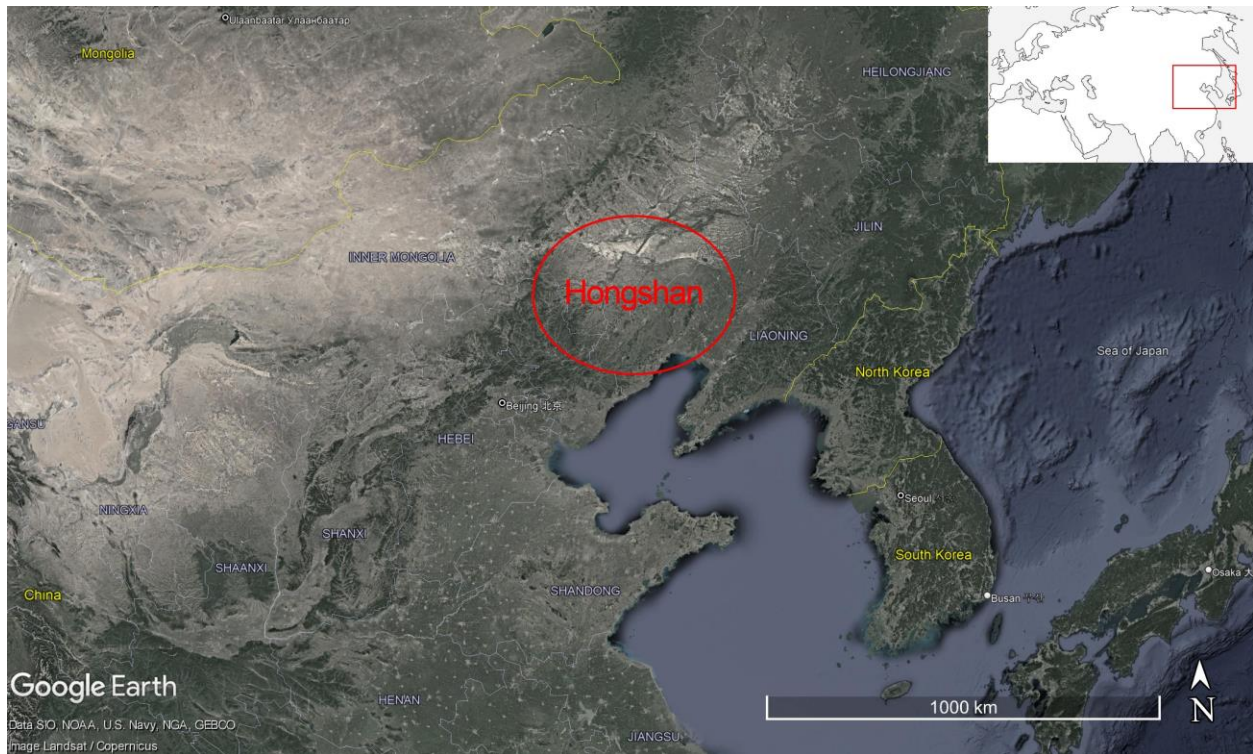 Ulaanbaatar Улаанбаатар
Mongolia
HEILONGJIANG
JILIN
INNER MONGOLIA
Hongshan
LIAONING
Sea of Japan
North Korea
Beijing 北京
HEBEI
Seoul
NINGXIA
SHANXI
South Korea
SHAANXI
SHANDONG
Osaka 大
China
Busan 부산
Google Earth
HENAN
1000 km
N
Data SIO, NOAA, U.S. Navy, NGA, GEBCO
JIANGSU
Image Landsat / Copernicus